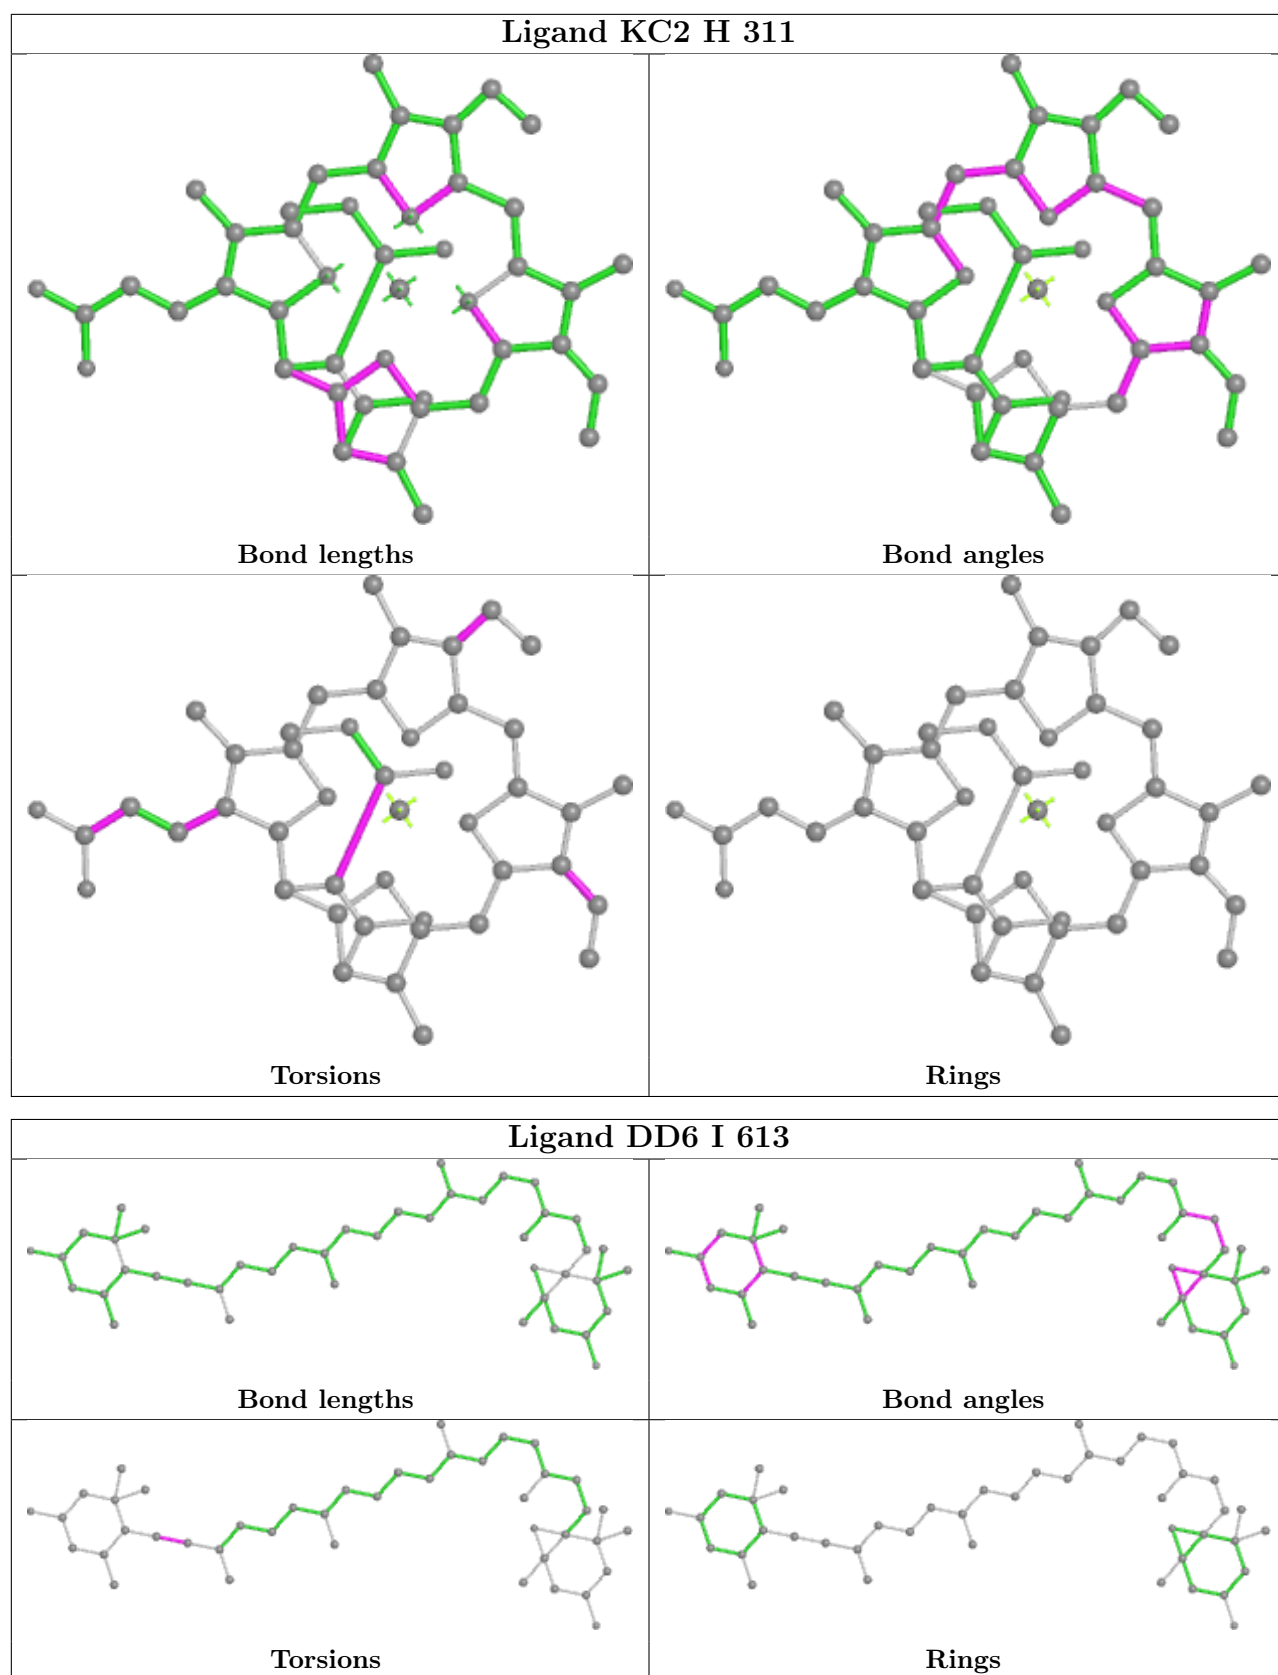 Ligand KC2 H 311
Bond lengths
Bond angles
Torsions
Rings
Ligand DD6 I 613
Bond lengths
Bond angles
Torsions
Rings